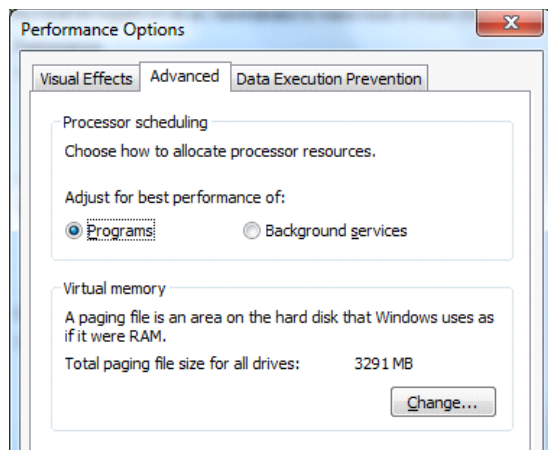 Performance Options
Visual Effects Advanced Data Execution Prevention
Processor scheduling
Choose how to allocate processor resources.
Adjust for best performance of:
Programs Background services
Virtual memory
A paging file is an area on the hard disk that Windows uses as
if it were RAM.
Total paging file size for all drives: 3291 MB
Change...